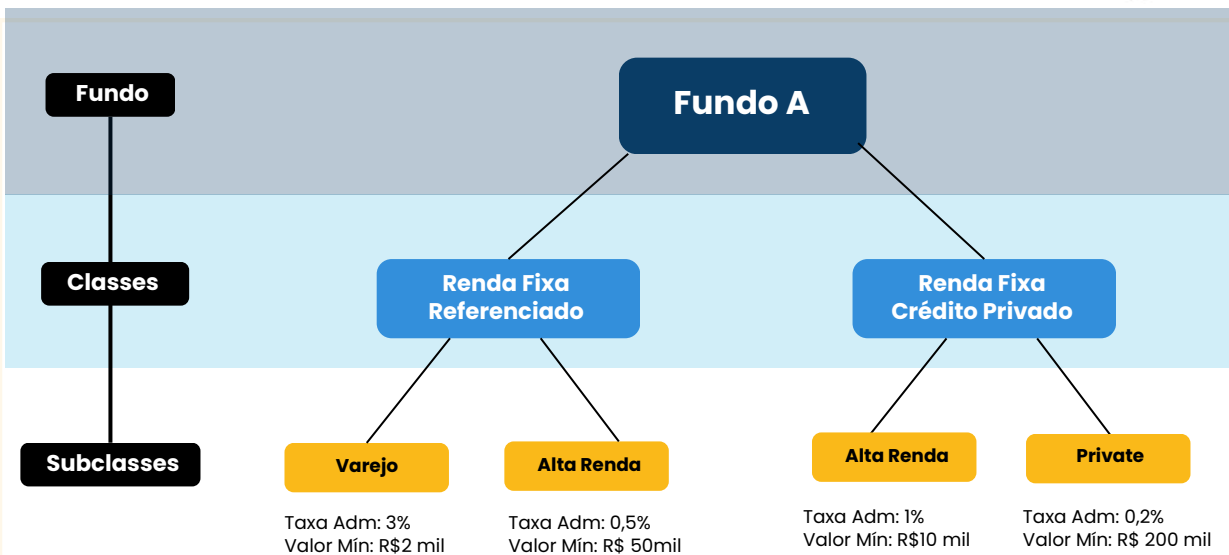 Fundo
Fundo A
Classes
Renda Fixa
Referenciado
Renda Fixa
Crédito Privado
Subclasses
Varejo
Alta Renda
Alta Renda
Private
Taxa Adm: 3%
Valor Mín: R$2 mil
Taxa Adm: 0,5%
Valor Mín: R$ 50mil
Taxa Adm: 1%
Valor Mín: R$10 mil
Taxa Adm: 0,2%
Valor Mín: R$ 200 mil